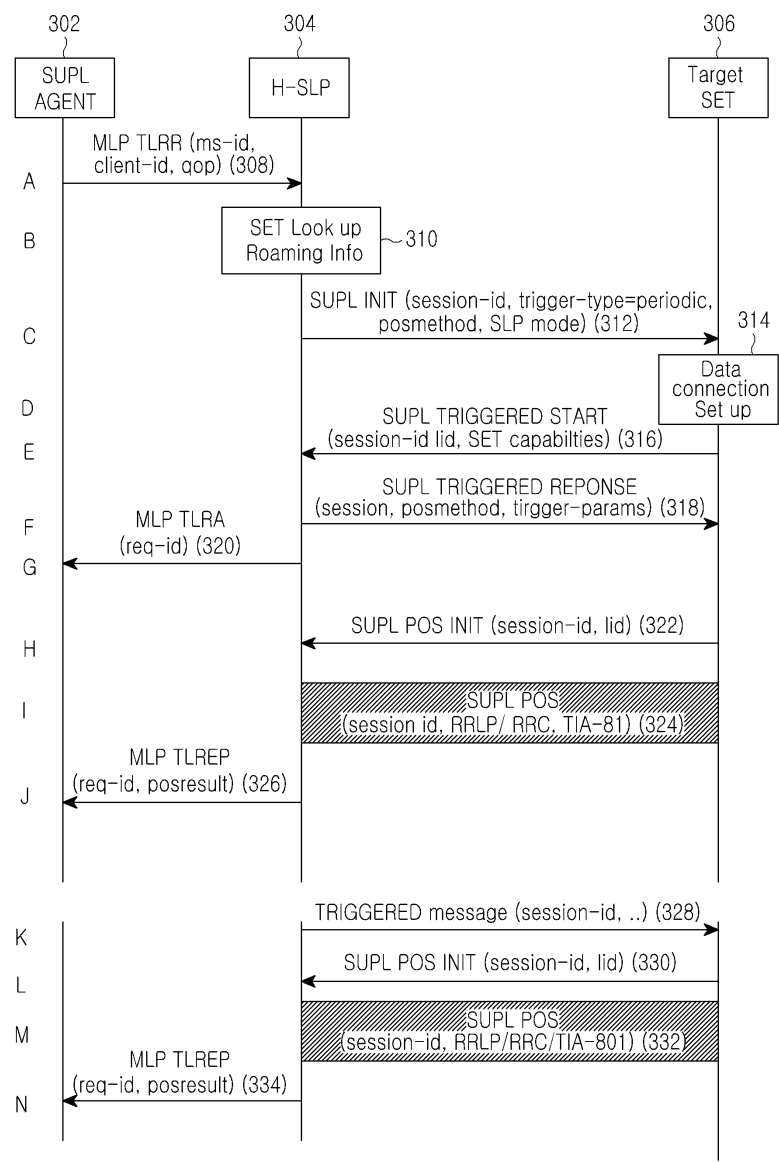 302
304
306
SUPL
AGENT
H-SLP
Target
SET
MLP TLRR (ms-id,
client-id, qop) (308)
A
SET Look up
Roaming Info
310
B
SUPL INIT (session-id, trigger-type=periodic,
posmethod, SLP mode) (312)
C
314
Data
connection
Set up
D
SUPL TRIGGERED START
(session-id lid, SET capabilties) (316)
E
SUPL TRIGGERED REPONSE
(session, posmethod, tirgger-params) (318)
F
MLP TLRA
(req-id) (320)
G
SUPL POS INIT (session-id, lid) (322)
H
SUPL POS
(session id, RRLP/ RRC, TIA-81) (324)
I
MLP TLREP
(req-id, posresult) (326)
J
TRIGGERED message (session-id, ..) (328)
K
SUPL POS INIT (session-id, lid) (330)
L
SUPL POS
(session-id, RRLP/RRC/TIA-801) (332)
M
MLP TLREP
(req-id, posresult) (334)
N